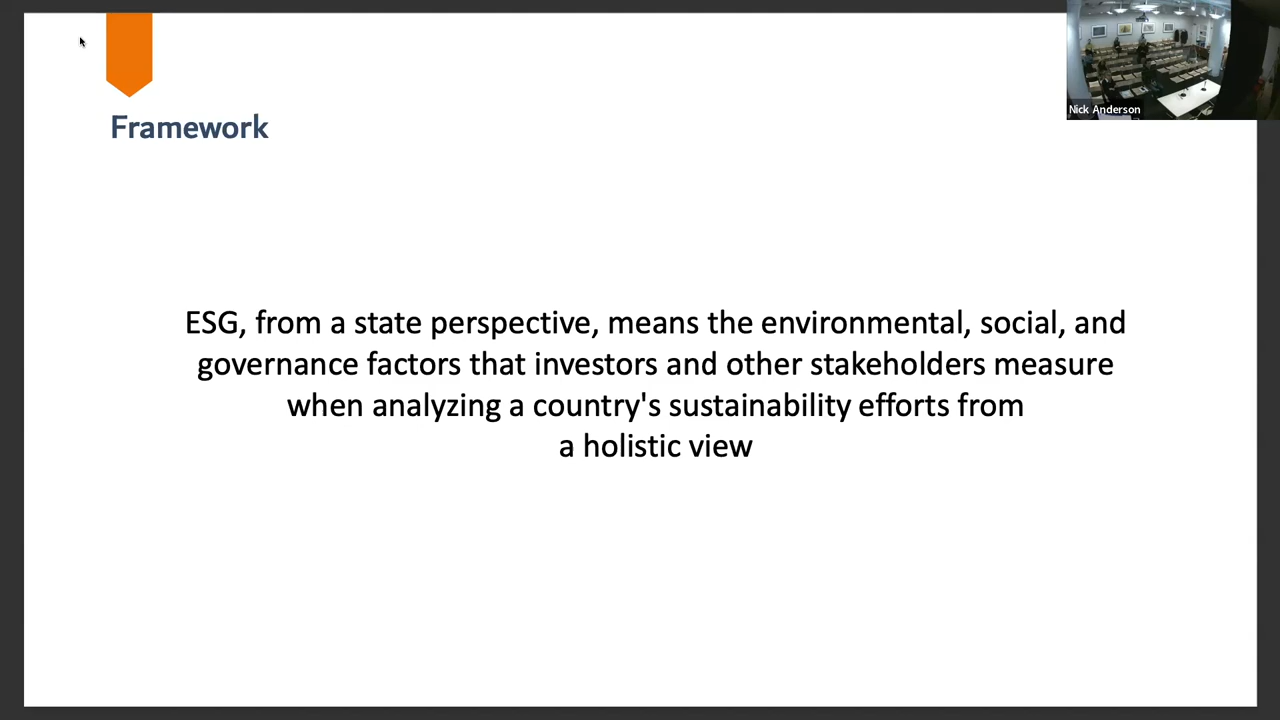 Nick Anderson
Framework
ESG, from a state perspective, means the environmental, social, and
governance factors that investors and other stakeholders measure
when analyzing a country's sustainability efforts from
a holistic view